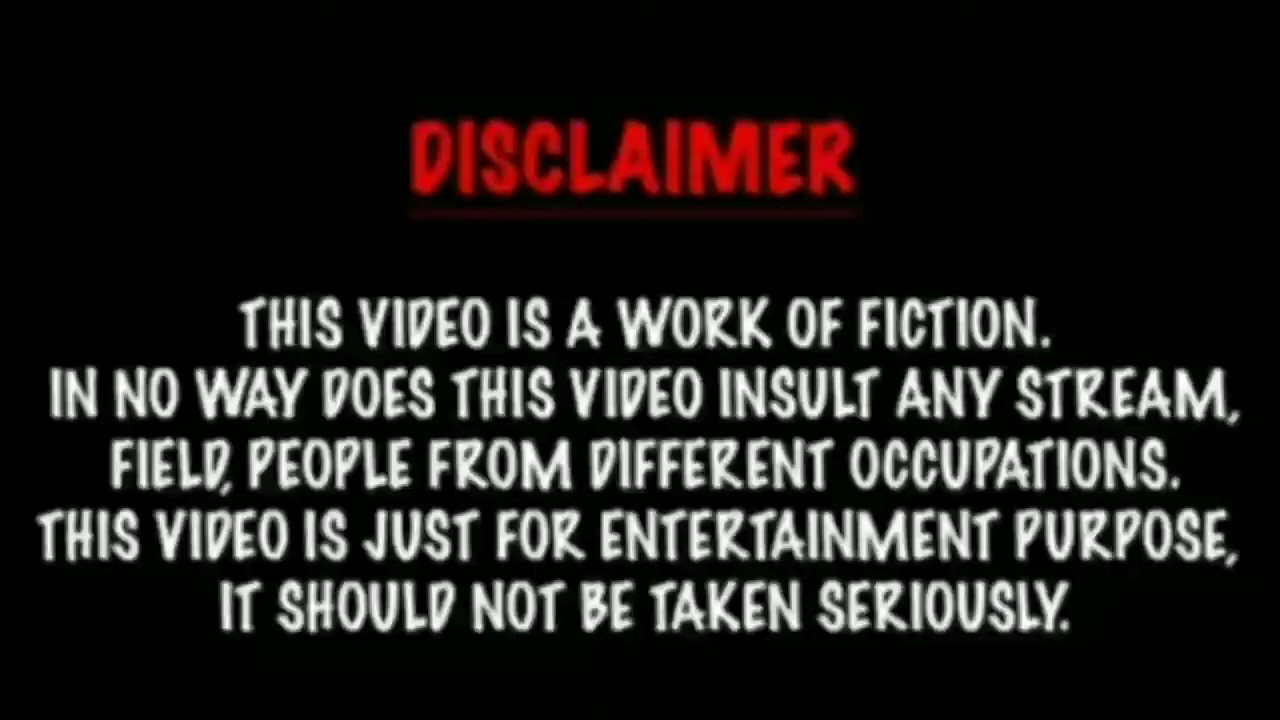 DISCLAIMER
THIS VIDEO IS A WORK OF FICTION.
IN NO WAY DOES THIS VIDEO INSULT ANY STREAM,
FIELD, PEOPLE FROM DIFFERENT OCCUPATIONS.
THIS VIDEO IS JUST FOR ENTERTAINMENT PURPOSE,
IT SHOULD NOT BE TAKEN SERIOUSLY.